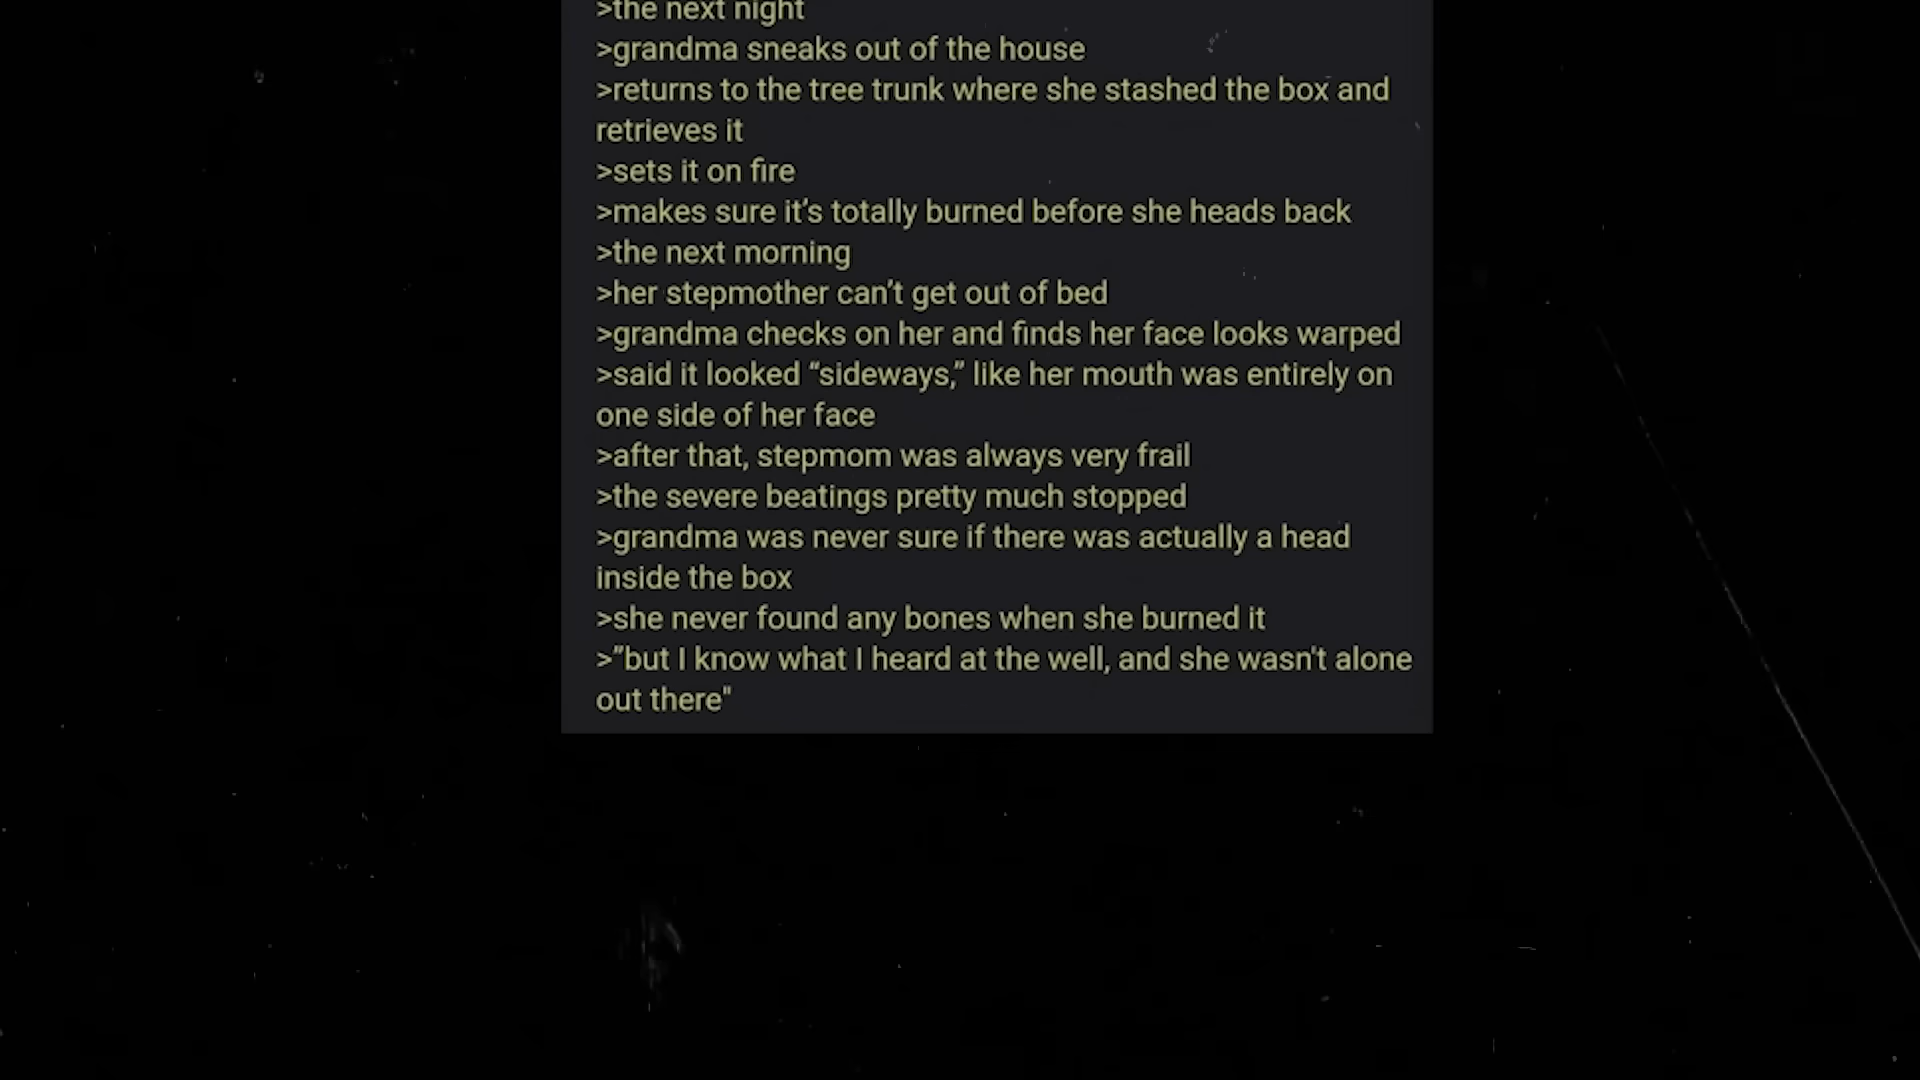 >the next night
>grandma sneaks out of the house
>returns to the tree trunk where she stashed the box and
retrieves it
>sets it on fire
>makes sure it’s totally burned before she heads back
>the next morning
>her stepmother can’t get out of bed
>grandma checks on her and finds her face looks warped
>said it looked “sideways,” like her mouth was entirely on
one side of her face
>after that, stepmom was always very frail
>the severe beatings pretty much stopped
>grandma was never sure if there was actually a head
inside the box
>she never found any bones when she burned it
>”but I know what I heard at the well, and she wasn't alone
out there"